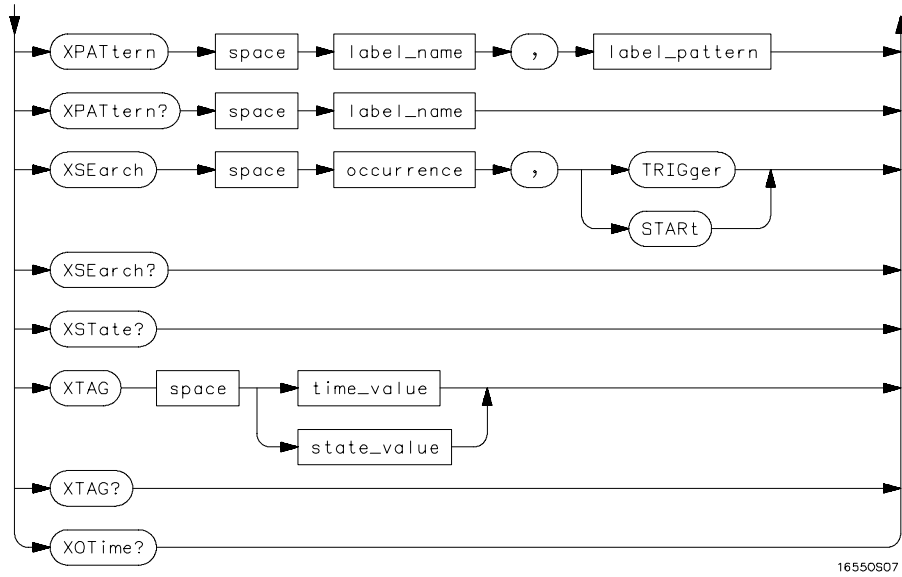 XPATtern space label_name , label_pattern
XPATtern? space label_name
XSEarch space occurrence , TRIGger
STARt
XSEarch?
XSTate?
XTAG space time_value
state_value
XTAG?
XOTime?
16550S07